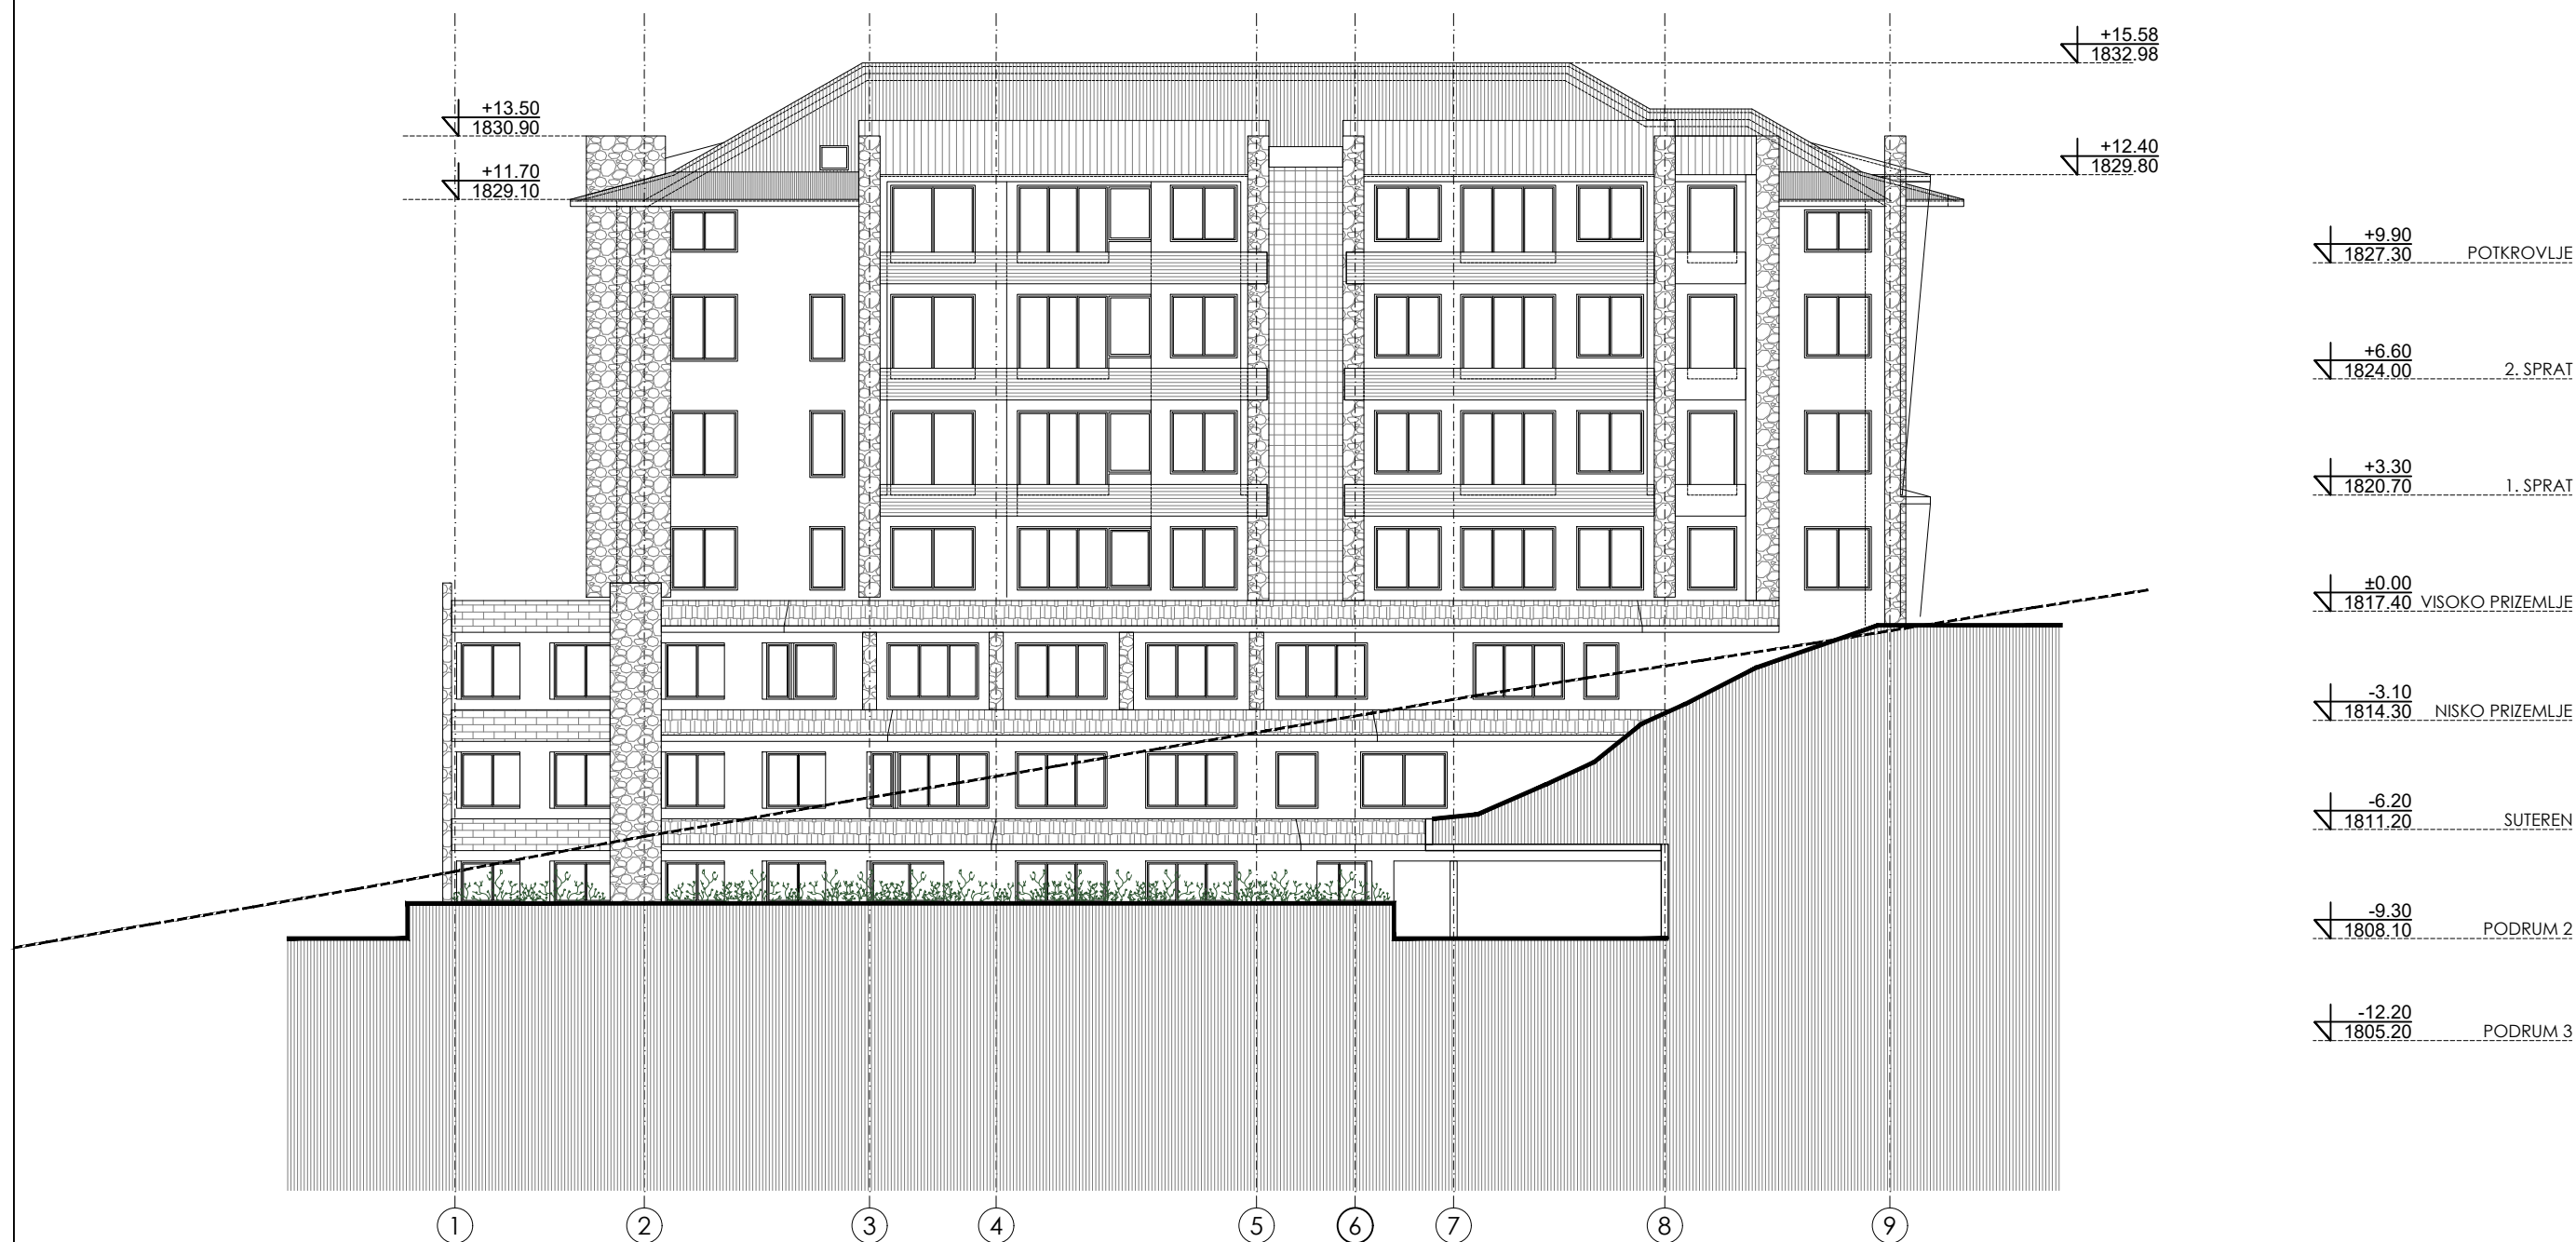 +15.58
1832.98
+13.50
1830.90
+12.40
1829.80
+11.70
1829.10
+9.90
1827.30 POTKROVLJE
+6.60
1824.00 2. SPRAT
+3.30
1820.70 1. SPRAT
±0.00
1817.40 VISOKO PRIZEMLJE
-3.10
1814.30 NISKO PRIZEMLJE
-6.20
1811.20 SUTEREN
-9.30
1808.10 PODRUM 2
-12.20
1805.20 PODRUM 3
1 2 3 4 5 6 7 8 9